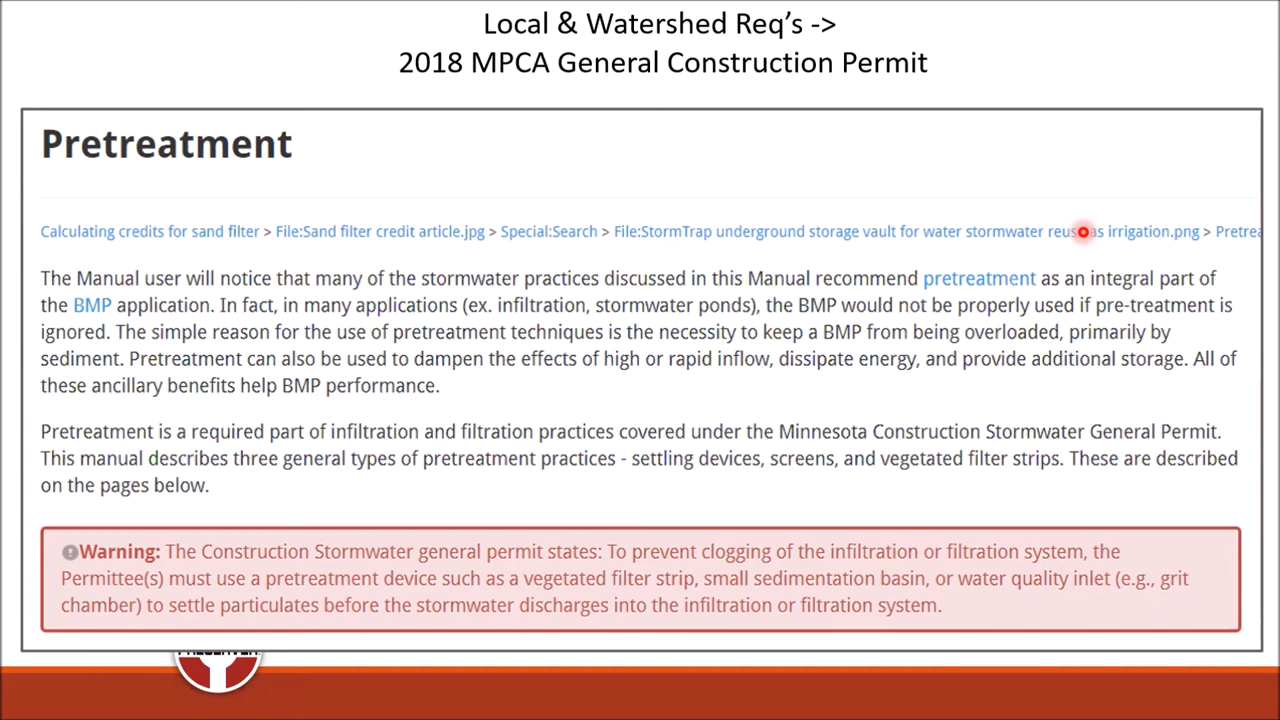 Local & Watershed Req’s ->
2018 MPCA General Construction Permit
Pretreatment
Calculating credits for sand filter > File:Sand filter credit article.jpg > Special:Search > File:StormTrap underground storage vault for water stormwater reuse as irrigation.png >
The Manual user will notice that many of the stormwater practices discussed in this Manual recommend pretreatment as an integral part of
the BMP application. In fact, in many applications (ex. infiltration, stormwater ponds), the BMP would not be properly used if pre-treatment is
ignored. The simple reason for the use of pretreatment techniques is the necessity to keep a BMP from being overloaded, primarily by
sediment. Pretreatment can also be used to dampen the effects of high or rapid inflow, dissipate energy, and provide additional storage. All of
these ancillary benefits help BMP performance.
Pretreatment is a required part of infiltration and filtration practices covered under the Minnesota Construction Stormwater General Permit.
This manual describes three general types of pretreatment practices - settling devices, screens, and vegetated filter strips. These are described
on the pages below.
Warning: The Construction Stormwater general permit states: To prevent clogging of the infiltration or filtration system, the
Permittee(s) must use a pretreatment device such as a vegetated filter strip, small sedimentation basin, or water quality inlet (e.g., grit
chamber) to settle particulates before the stormwater discharges into the infiltration or filtration system.